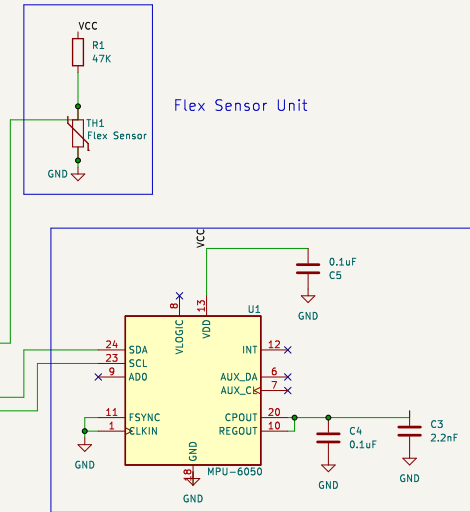 VCC
R1
47K
Flex Sensor Unit
TH1
Flex Sensor
GND
VCC
0.1uF
C5
GND
U1
8
13
VLOGIC
VDD
24
SDA
INT
12
23
SCL
9
AD0
AUX_DA
6
AUX_CL
7
11
FSYNC
CPOUT
20
1
CLKIN
REGOUT
10
C4
0.1uF
C3
2.2nF
GND
GND
18
MPU-6050
GND
GND
GND